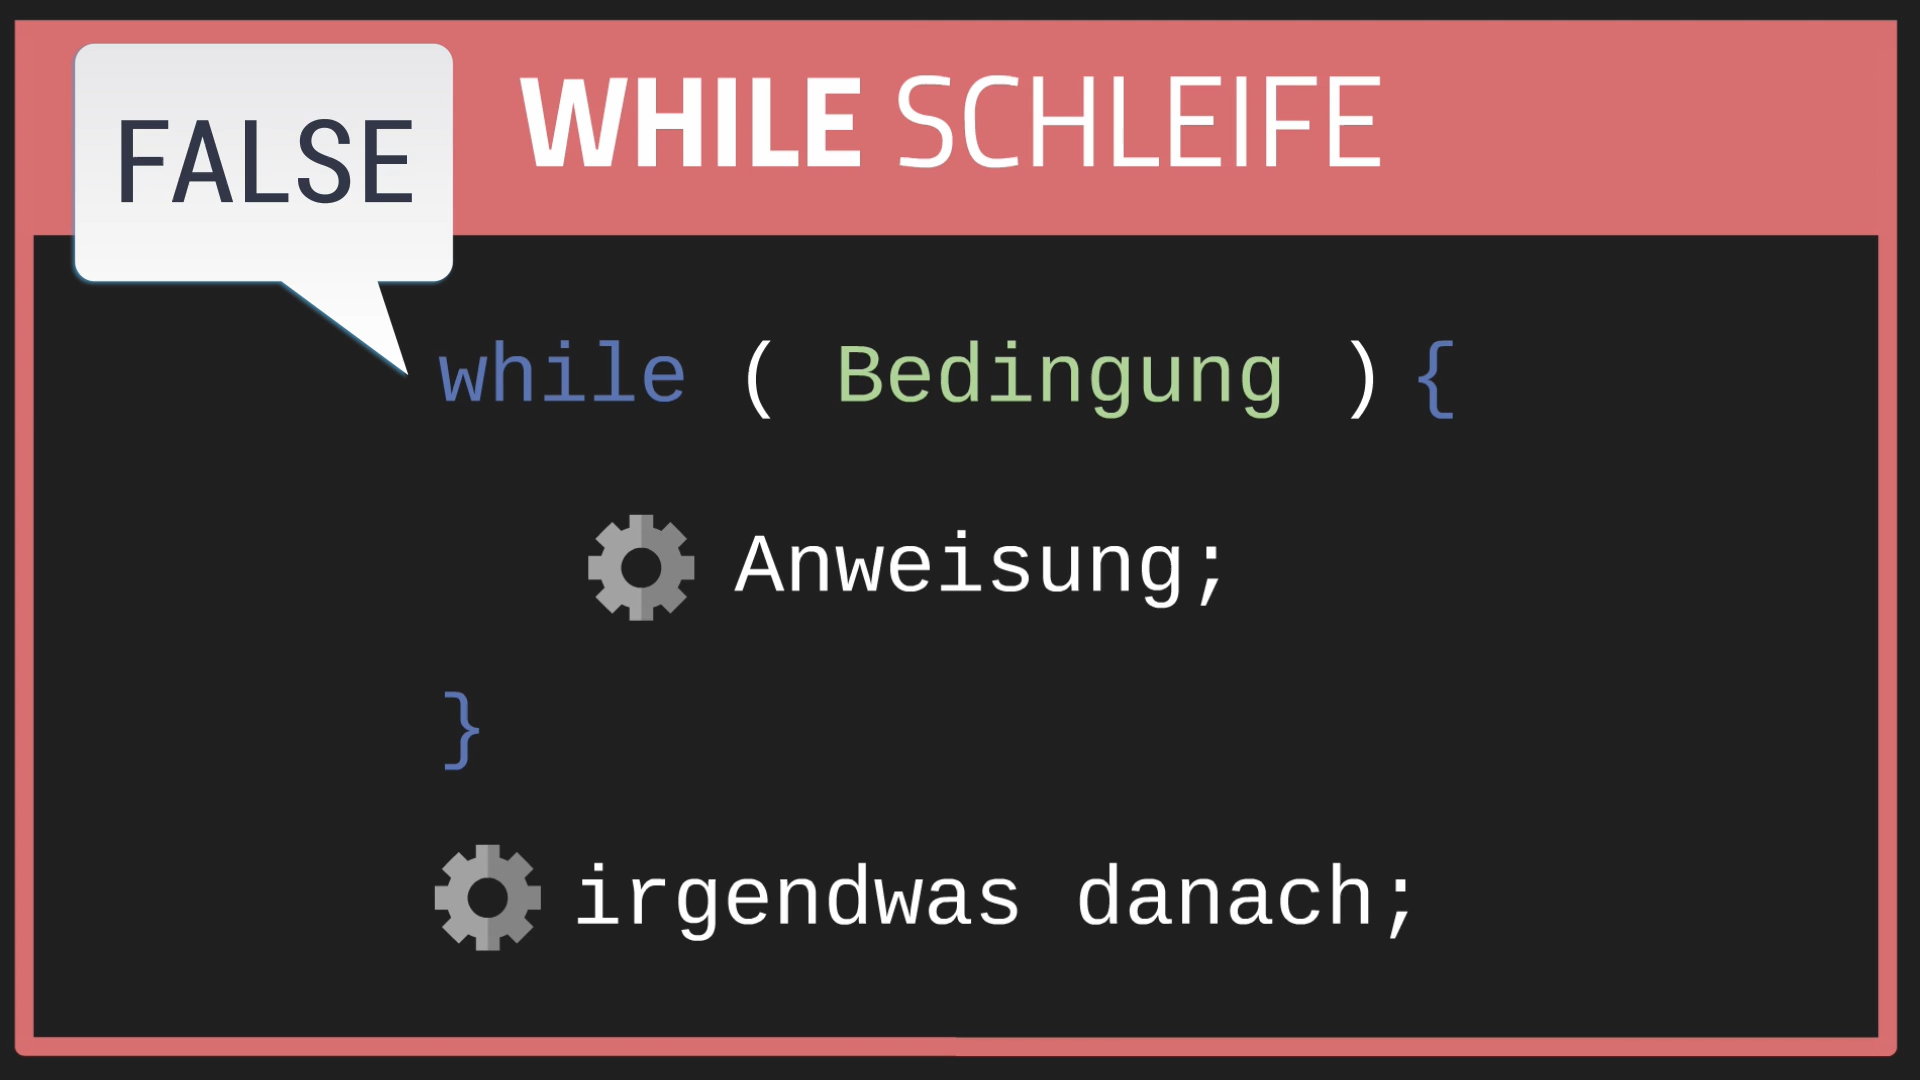 FALSE
WHILE SCHLEIFE
while ( Bedingung ) {
Anweisung;
}
irgendwas danach;